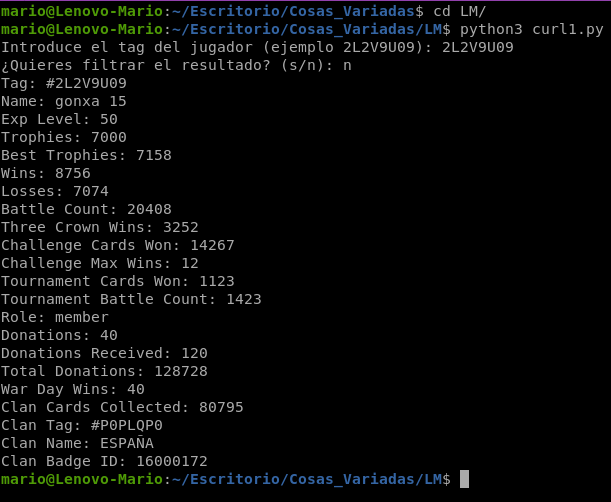 mario@Lenovo-Mario:~/Escritorio/Cosas_Variadas$ cd LM/
mario@Lenovo-Mario:~/Escritorio/Cosas_Variadas/LM$ python3 curl1.py
Introduce el tag del jugador (ejemplo 2L2V9U09): 2L2V9U09
¿Quieres filtrar el resultado? (s/n): n
Tag: #2L2V9U09
Name: gonxa 15
Exp Level: 50
Trophies: 7000
Best Trophies: 7158
Wins: 8756
Losses: 7074
Battle Count: 20408
Three Crown Wins: 3252
Challenge Cards Won: 14267
Challenge Max Wins: 12
Tournament Cards Won: 1123
Tournament Battle Count: 1423
Role: member
Donations: 40
Donations Received: 120
Total Donations: 128728
War Day Wins: 40
Clan Cards Collected: 80795
Clan Tag: #P0PLQP0
Clan Name: ESPAÑA
Clan Badge ID: 16000172
mario@Lenovo-Mario:~/Escritorio/Cosas_Variadas/LM$